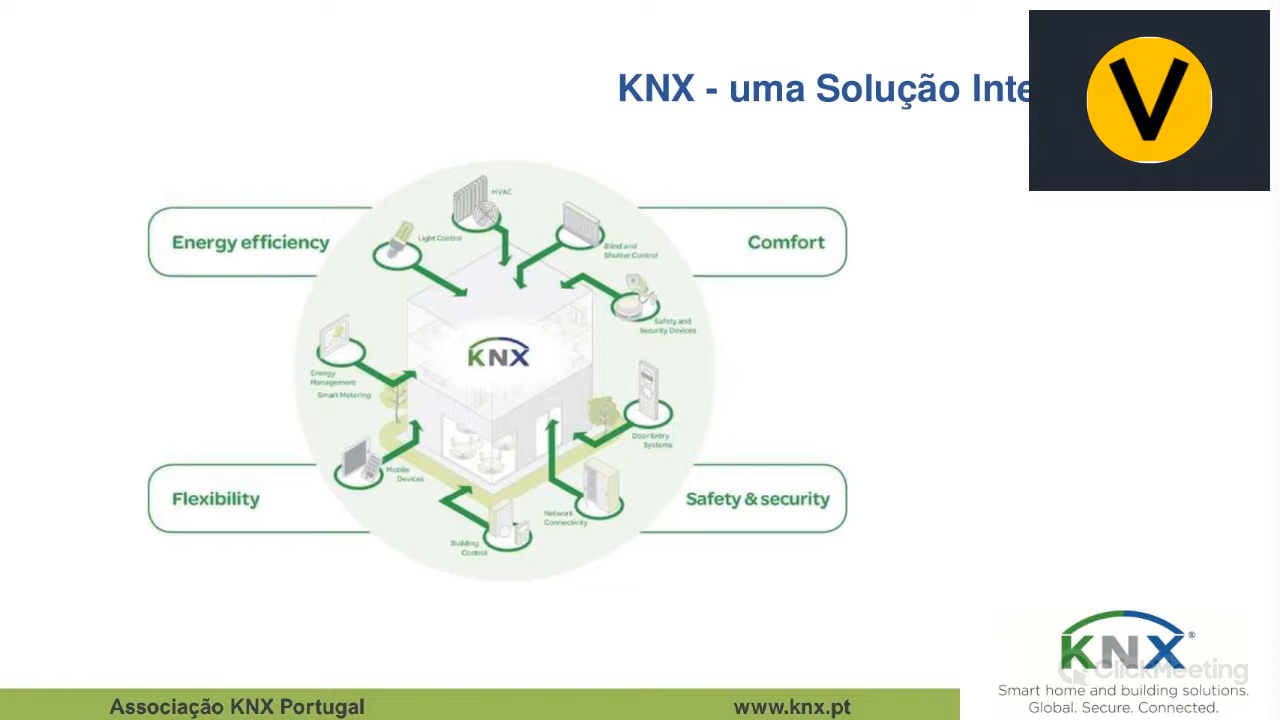 KNX - uma Solução Inte
V
HVAC
Light Control
Blind and
Shutter Control
Energy efficiency
Comfort
Safety and
Security Devices
KNX
Energy
Management
Smart Metering
Door Entry
Systems
Mobile
Devices
Flexibility
Safety & security
Network
Connectivity
Building
Control
KNX®
ClickMeeting
Smart home and building solutions.
Global. Secure. Connected.
Associação KNX Portugal
www.knx.pt